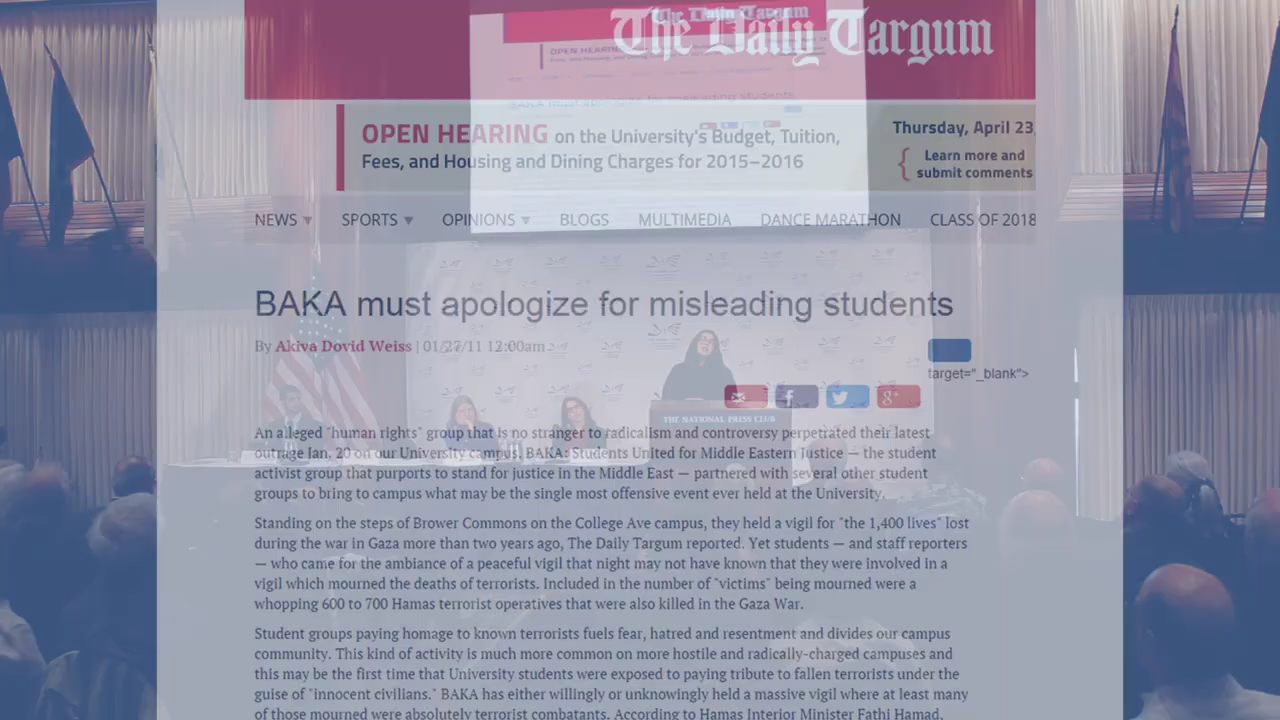 The Daily Targum
The Daily Targum
OPEN HEARING on the University's Budget, Tuition,
Fees, and Housing and Dining Charges for 2015–2016
Thursday, April 23,
{ Learn more and
submit comments
NEWS ▼ SPORTS ▼ OPINIONS ▼ BLOGS MULTIMEDIA DANCE MARATHON CLASS OF 2018
BAKA must apologize for misleading students
By Akiva Dovid Weiss | 01/27/11 12:00am
target="_blank">
THE NATIONAL PRESS CLUB
An alleged "human rights" group that is no stranger to radicalism and controversy perpetrated their latest
outrage Jan. 20 on our University campus. BAKA: Students United for Middle Eastern Justice — the student
activist group that purports to stand for justice in the Middle East — partnered with several other student
groups to bring to campus what may be the single most offensive event ever held at the University.
Standing on the steps of Brower Commons on the College Ave campus, they held a vigil for "the 1,400 lives" lost
during the war in Gaza more than two years ago, The Daily Targum reported. Yet students — and staff reporters
— who came for the ambiance of a peaceful vigil that night may not have known that they were involved in a
vigil which mourned the deaths of terrorists. Included in the number of "victims" being mourned were a
whopping 600 to 700 Hamas terrorist operatives that were also killed in the Gaza War.
Student groups paying homage to known terrorists fuels fear, hatred and resentment and divides our campus
community. This kind of activity is much more common on more hostile and radically-charged campuses and
this may be the first time that University students were exposed to paying tribute to fallen terrorists under the
guise of "innocent civilians." BAKA has either willingly or unknowingly held a massive vigil where at least many
of those mourned were absolutely terrorist combatants. According to Hamas Interior Minister Fathi Hamad,